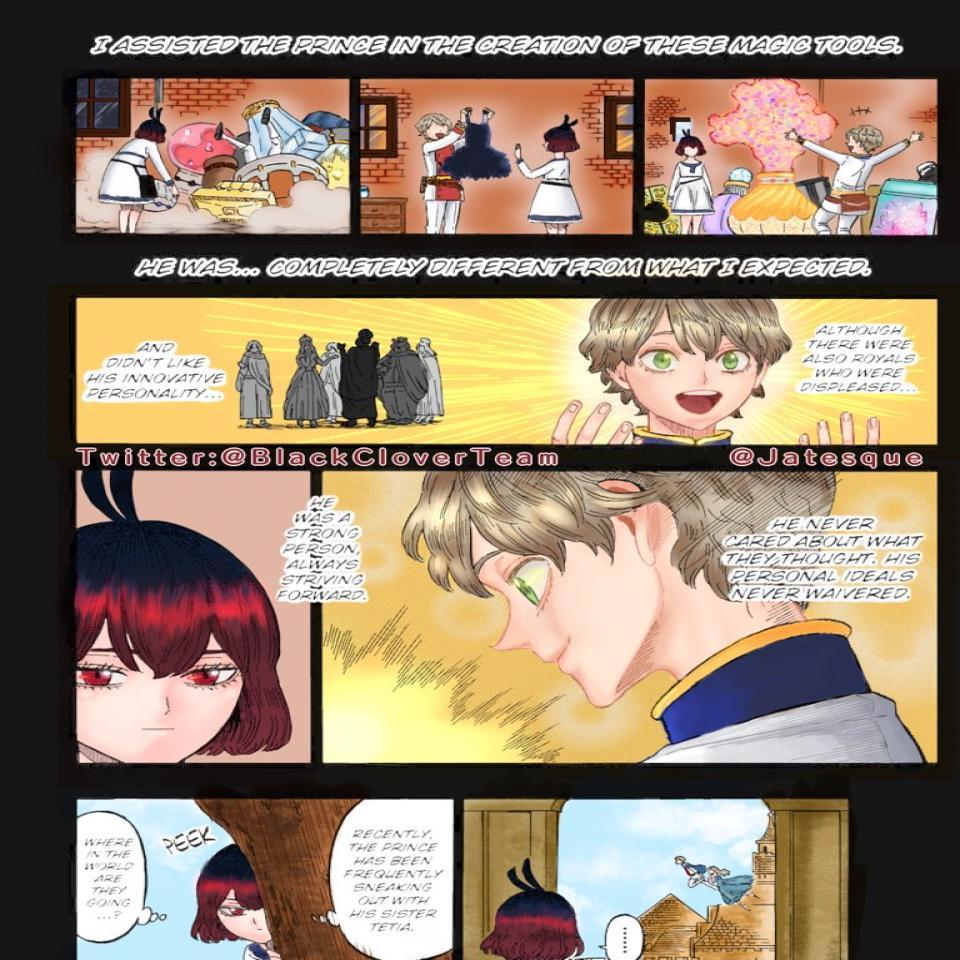 I ASSISTED THE PRINCE IN THE CREATION OF THESE MAGIC TOOLS.
HE WAS... COMPLETELY DIFFERENT FROM WHAT I EXPECTED.
ALTHOUGH
THERE WERE
ALSO ROYALS
WHO WERE
DISPLEASED...
AND
DIDN'T LIKE
HIS INNOVATIVE
PERSONALITY...
Twitter:@BlackCloverTeam
@Jatesque
HE NEVER
CARED ABOUT WHAT
THEY THOUGHT. HIS
PERSONAL IDEALS
NEVER WAIVERED.
HE
WAS A
STRONG
PERSON,
ALWAYS
STRIVING
FORWARD.
RECENTLY,
THE PRINCE
HAS BEEN
FREQUENTLY
SNEAKING
OUT WITH
HIS SISTER
TETIA.
PEEK
WHERE
IN THE
WORLD
ARE
THEY
GOING
...?
......